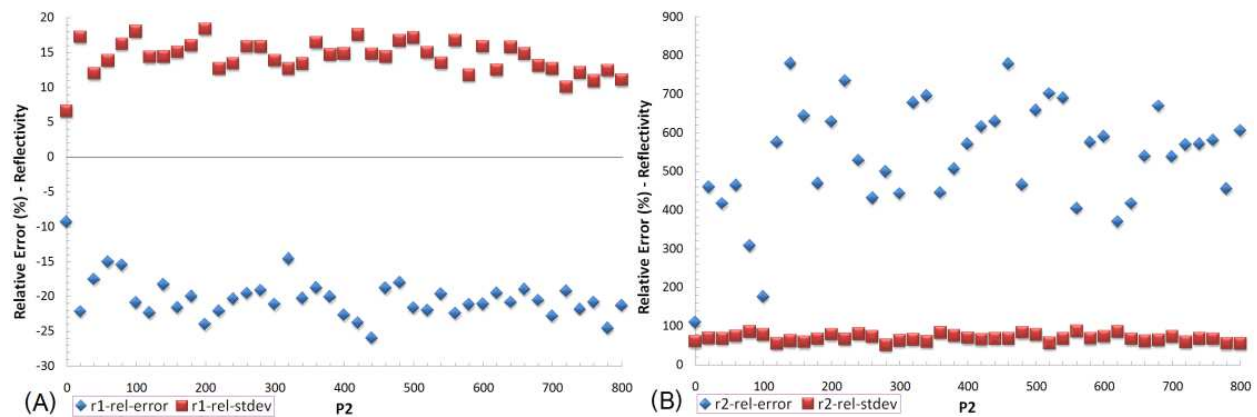 Relative Error (%) - Reflectivity
20
15
10
5
0
-5
-10
-15
-20
-25
-30
0 100 200 300 400 500 600 700 800
P2
(A)
r1-rel-error r1-rel-stdev
Relative Error (%) - Reflectivity
900
800
700
600
500
400
300
200
100
0
0 100 200 300 400 500 600 700 800
P2
(B)
r2-rel-error r2-rel-stdev